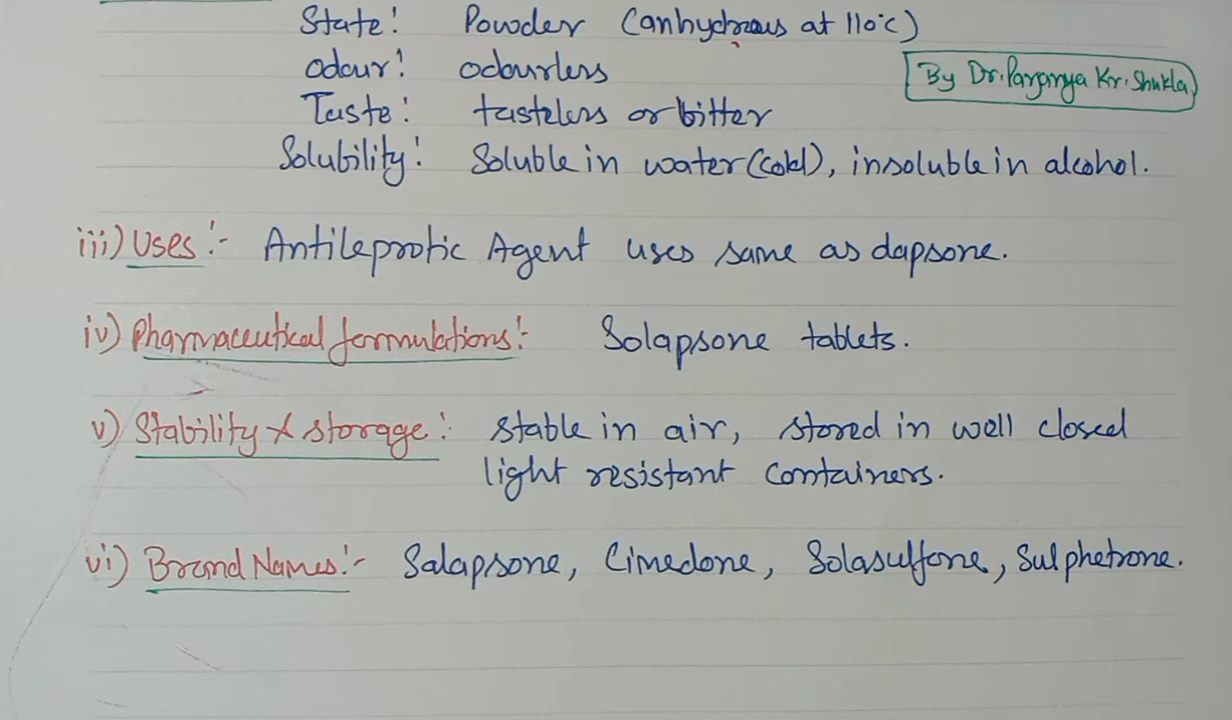 State: Powder (anhydrous at 110°c)
Odour: odourless
By Dr. Parjanya Kr. Shukla
Taste: tasteless or bitter
Solubility: Soluble in water (cold), insoluble in alcohol.
iii) Uses:- Antileprotic Agent uses same as dapsone.
iv) Pharmaceutical formulations:- Solapsone tablets.
v) Stability & storage: Stable in air, stored in well closed
light resistant containers.
vi) Brand Names:- Salapsone, Cimedone, Solasulfone, Sulphetrone.